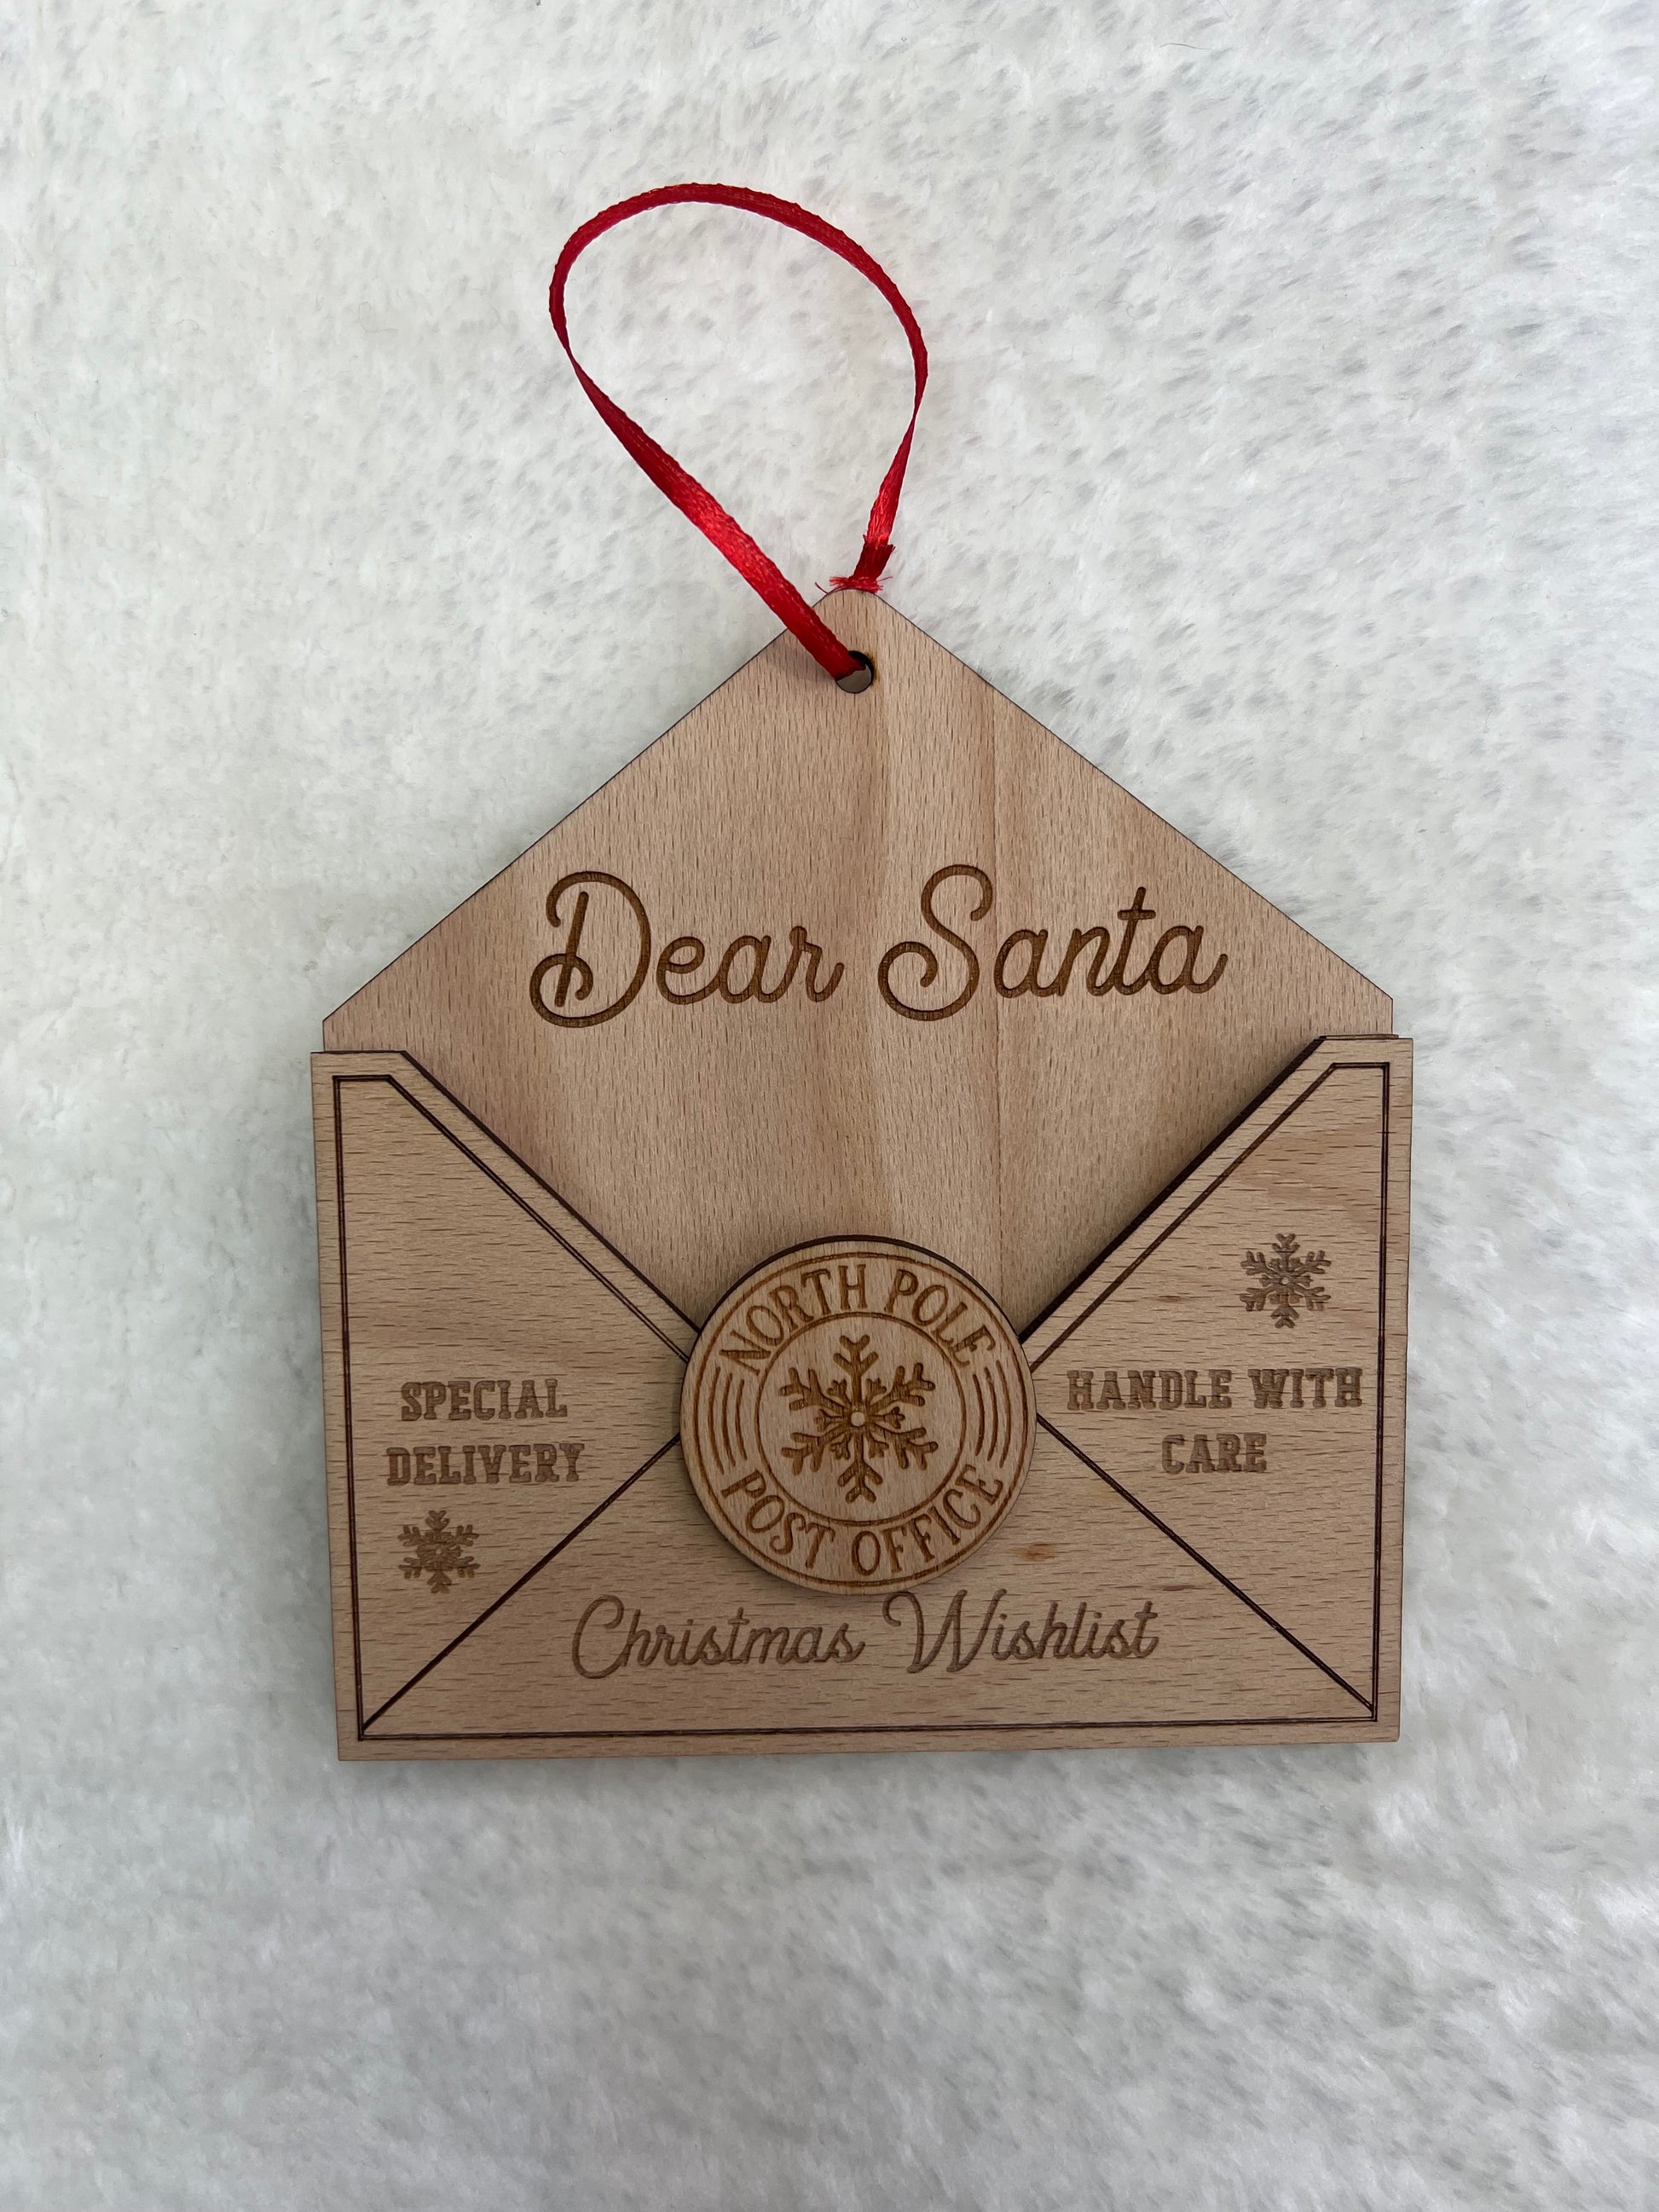 Dear Santa
NORTH POLE
POST OFFICE
SPECIAL
DELIVERY
HANDLE WITH
CARE
Christmas Wishlist